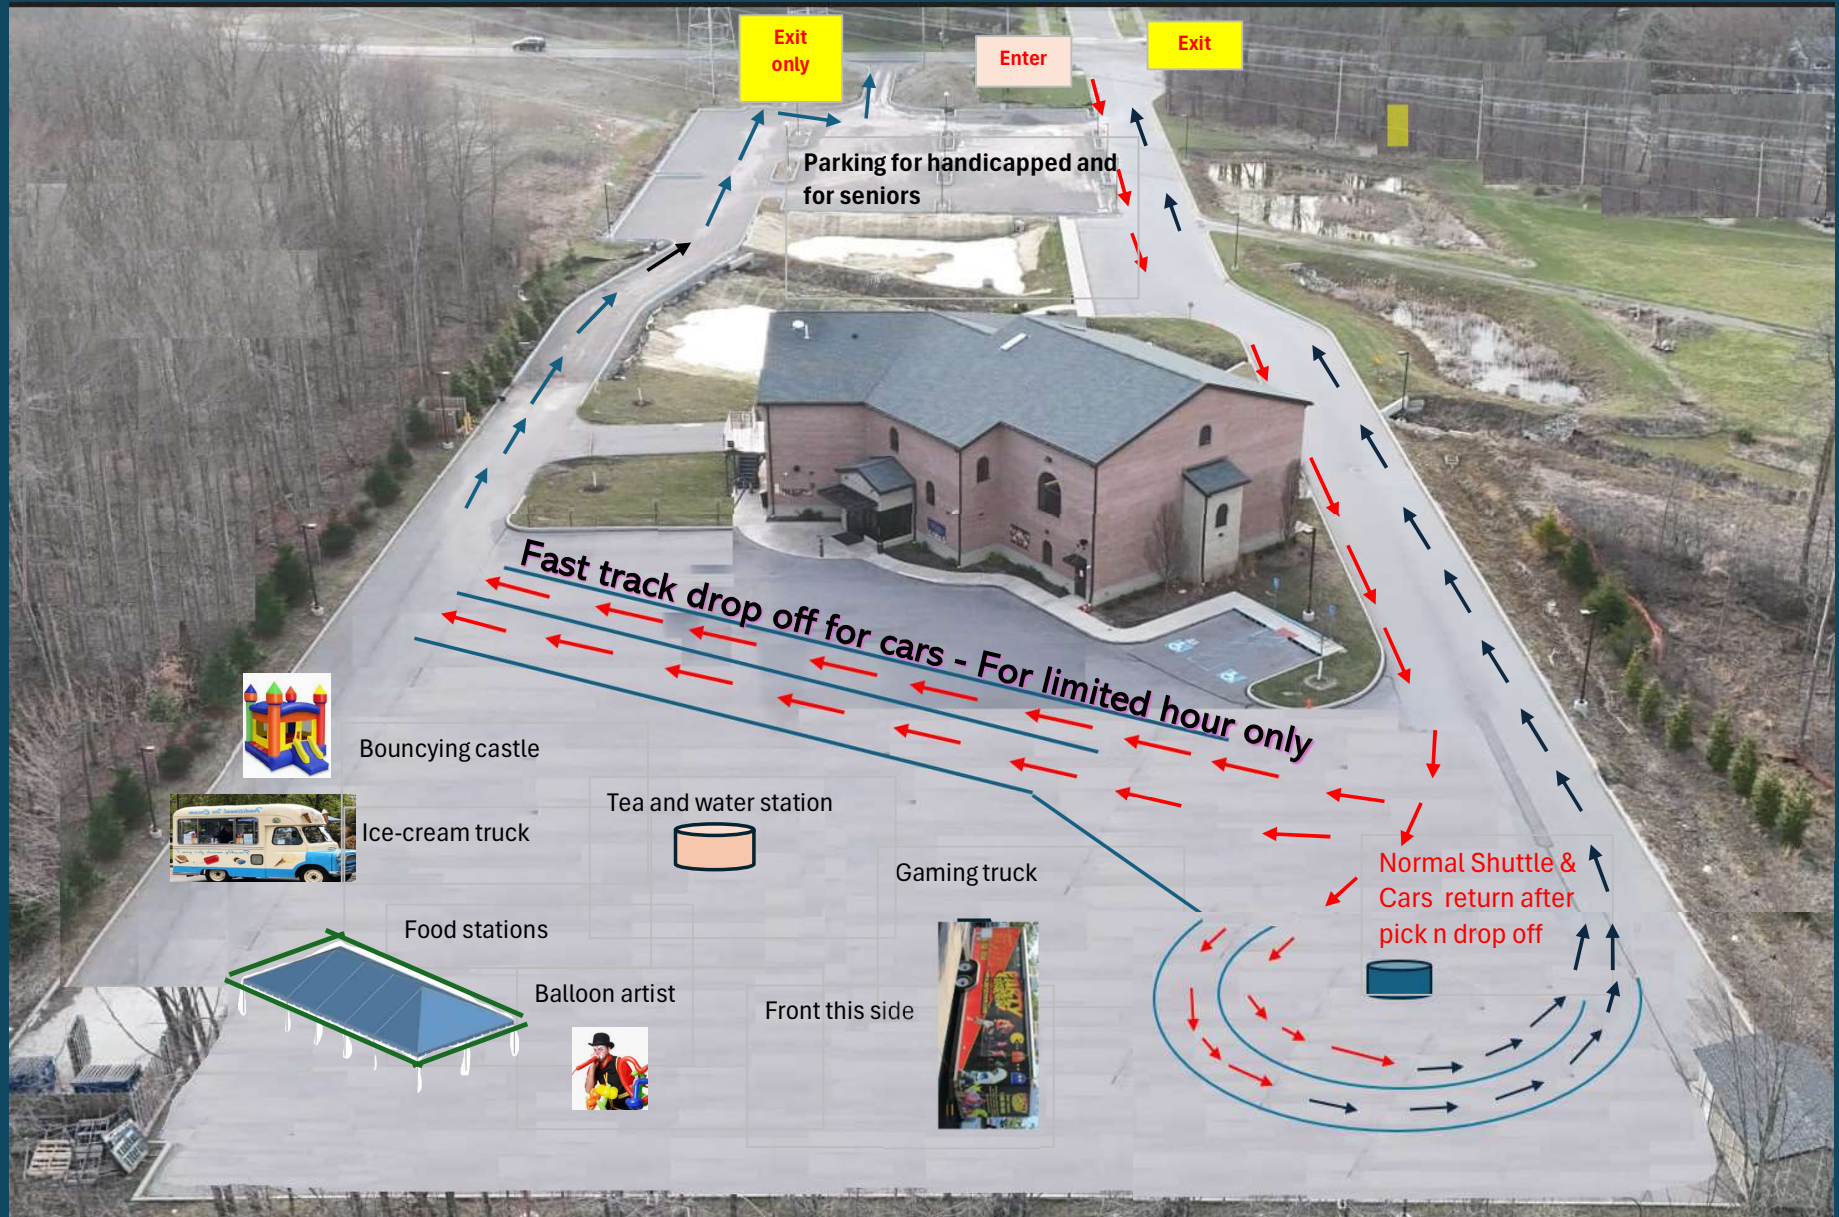 Exit
only
Enter
Exit
Parking for handicapped and
for seniors
Fast track drop off for cars - For limited hour only
Bouncying castle
Tea and water station
Ice-cream truck
Gaming truck
Normal Shuttle &
Cars return after
pick n drop off
Food stations
Balloon artist
Front this side